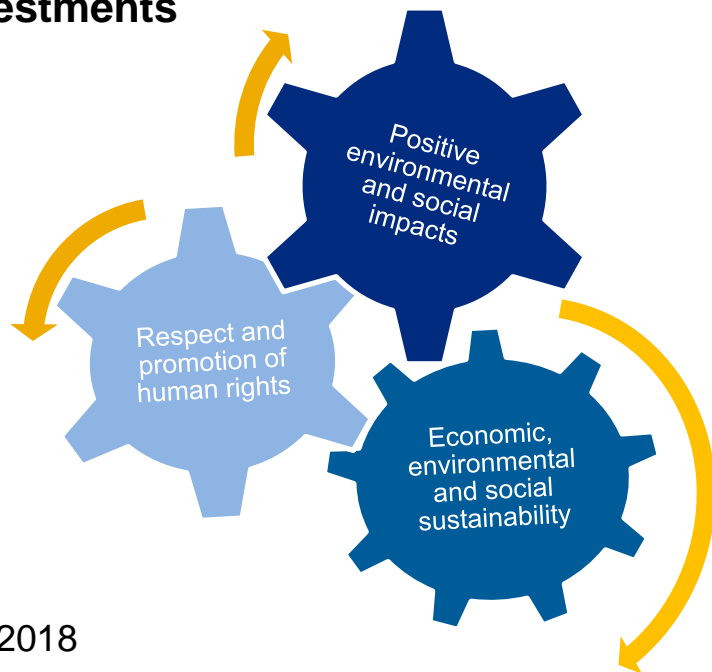 estments
Positive
environmental
and social
impacts
Respect and
promotion of
human rights
Economic,
environmental
and social
sustainability
2018